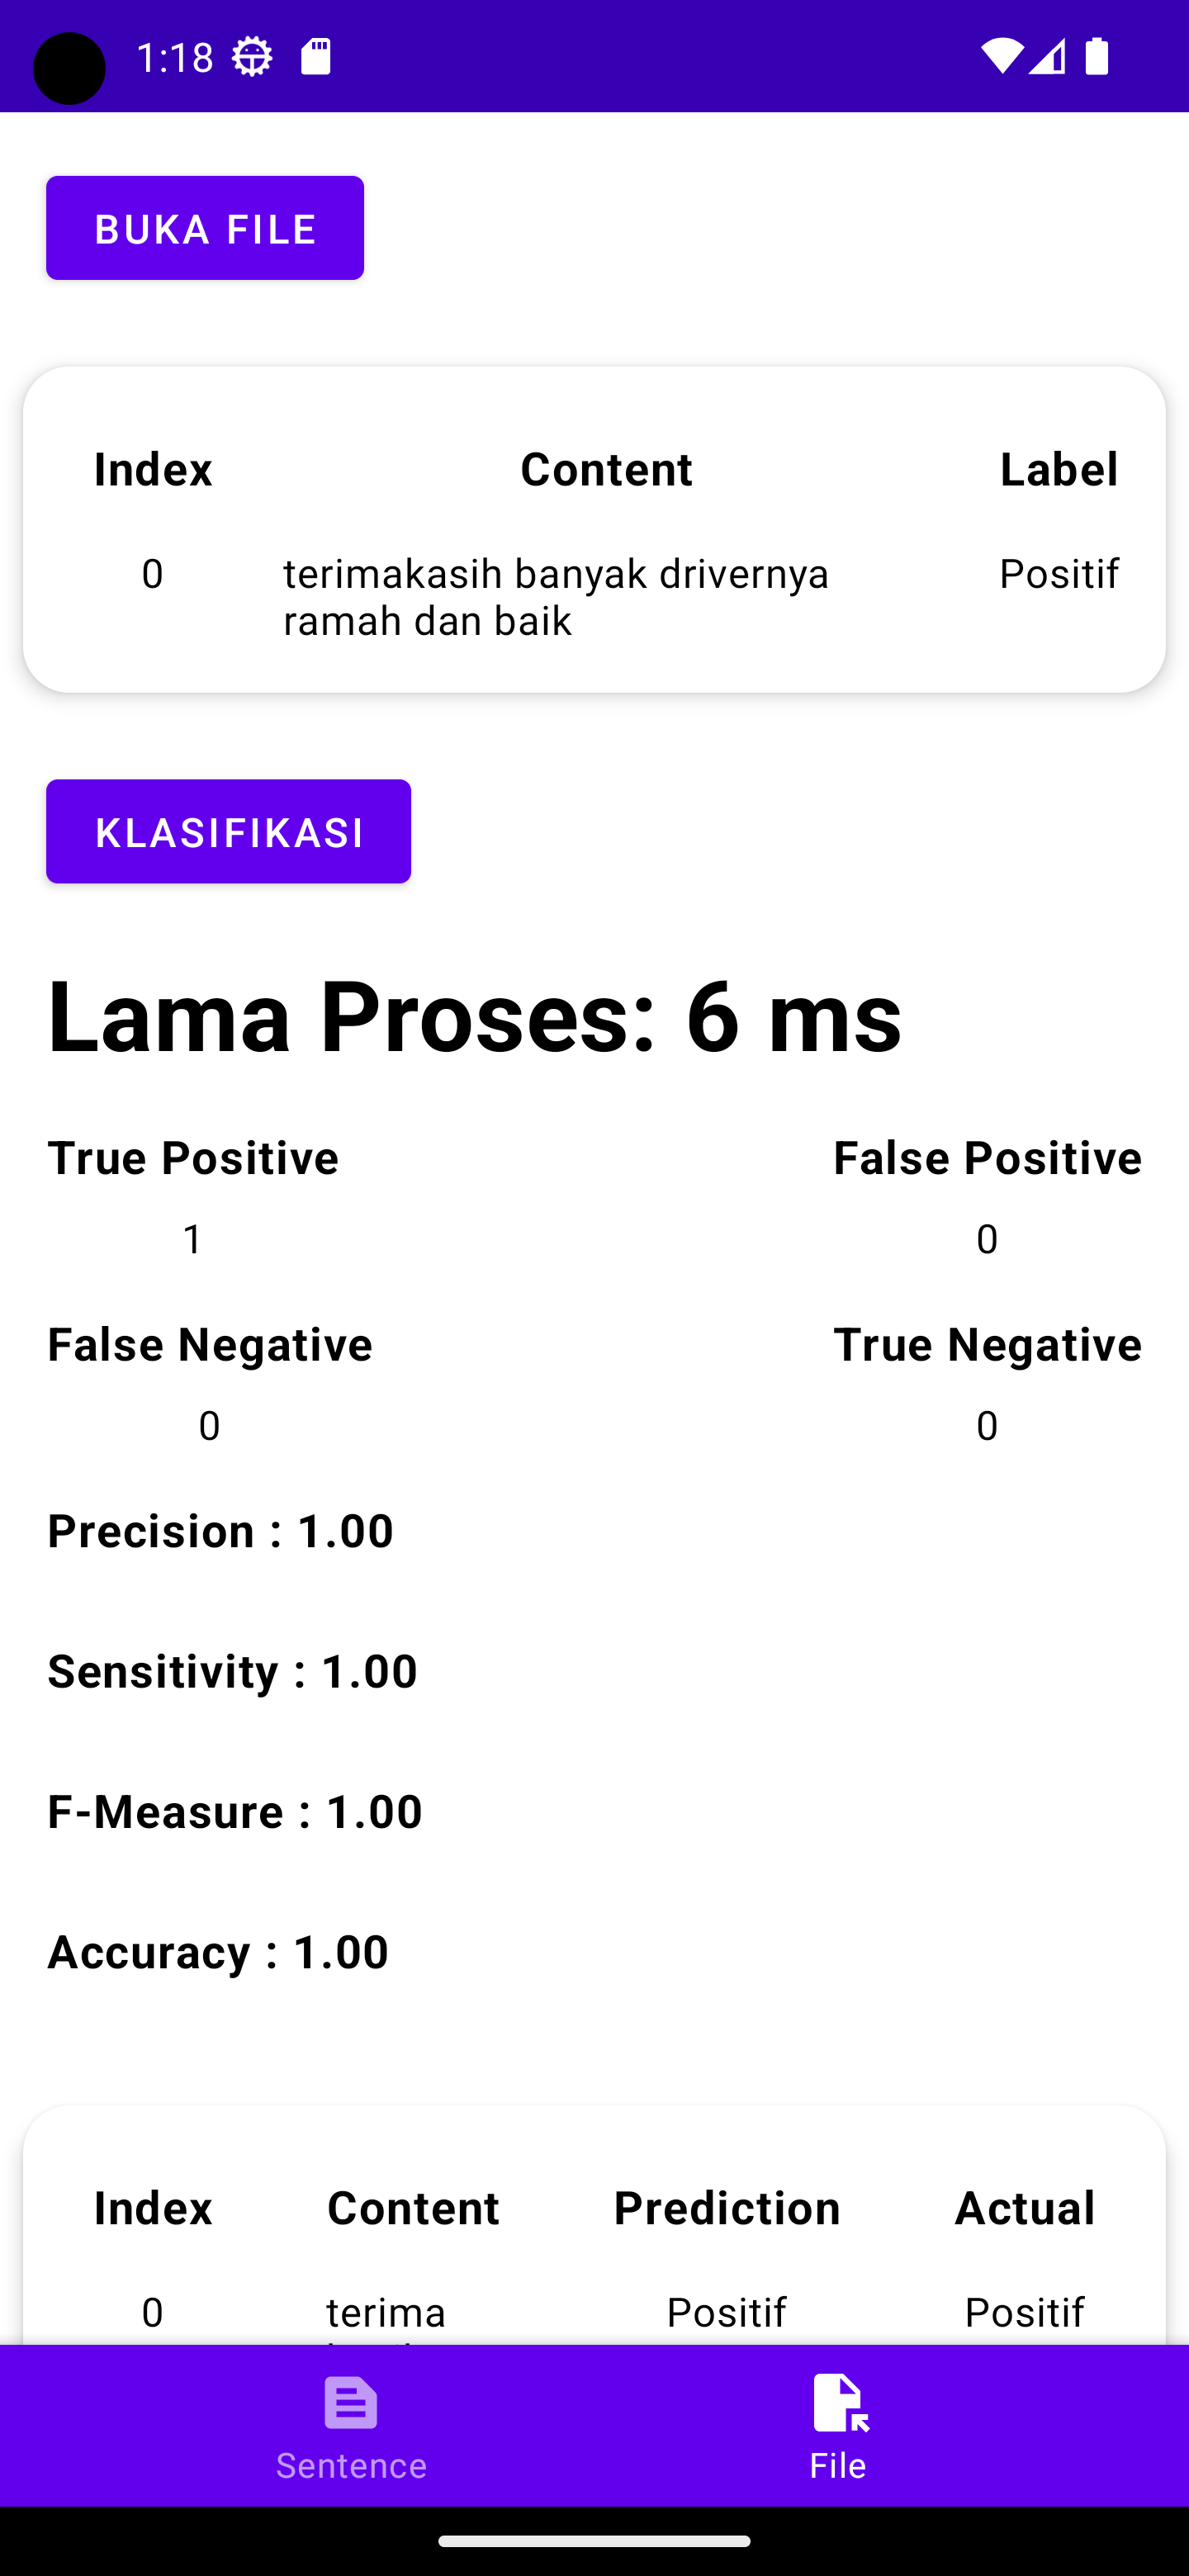 1:18
BUKA FILE
Index Content Label
0 terimakasih banyak drivernya Positif
ramah dan baik
KLASIFIKASI
Lama Proses: 6 ms
True Positive False Positive
1 0
False Negative True Negative
0 0
Precision : 1.00
Sensitivity : 1.00
F-Measure : 1.00
Accuracy : 1.00
Index Content Prediction Actual
0 terima Positif Positif
Sentence File